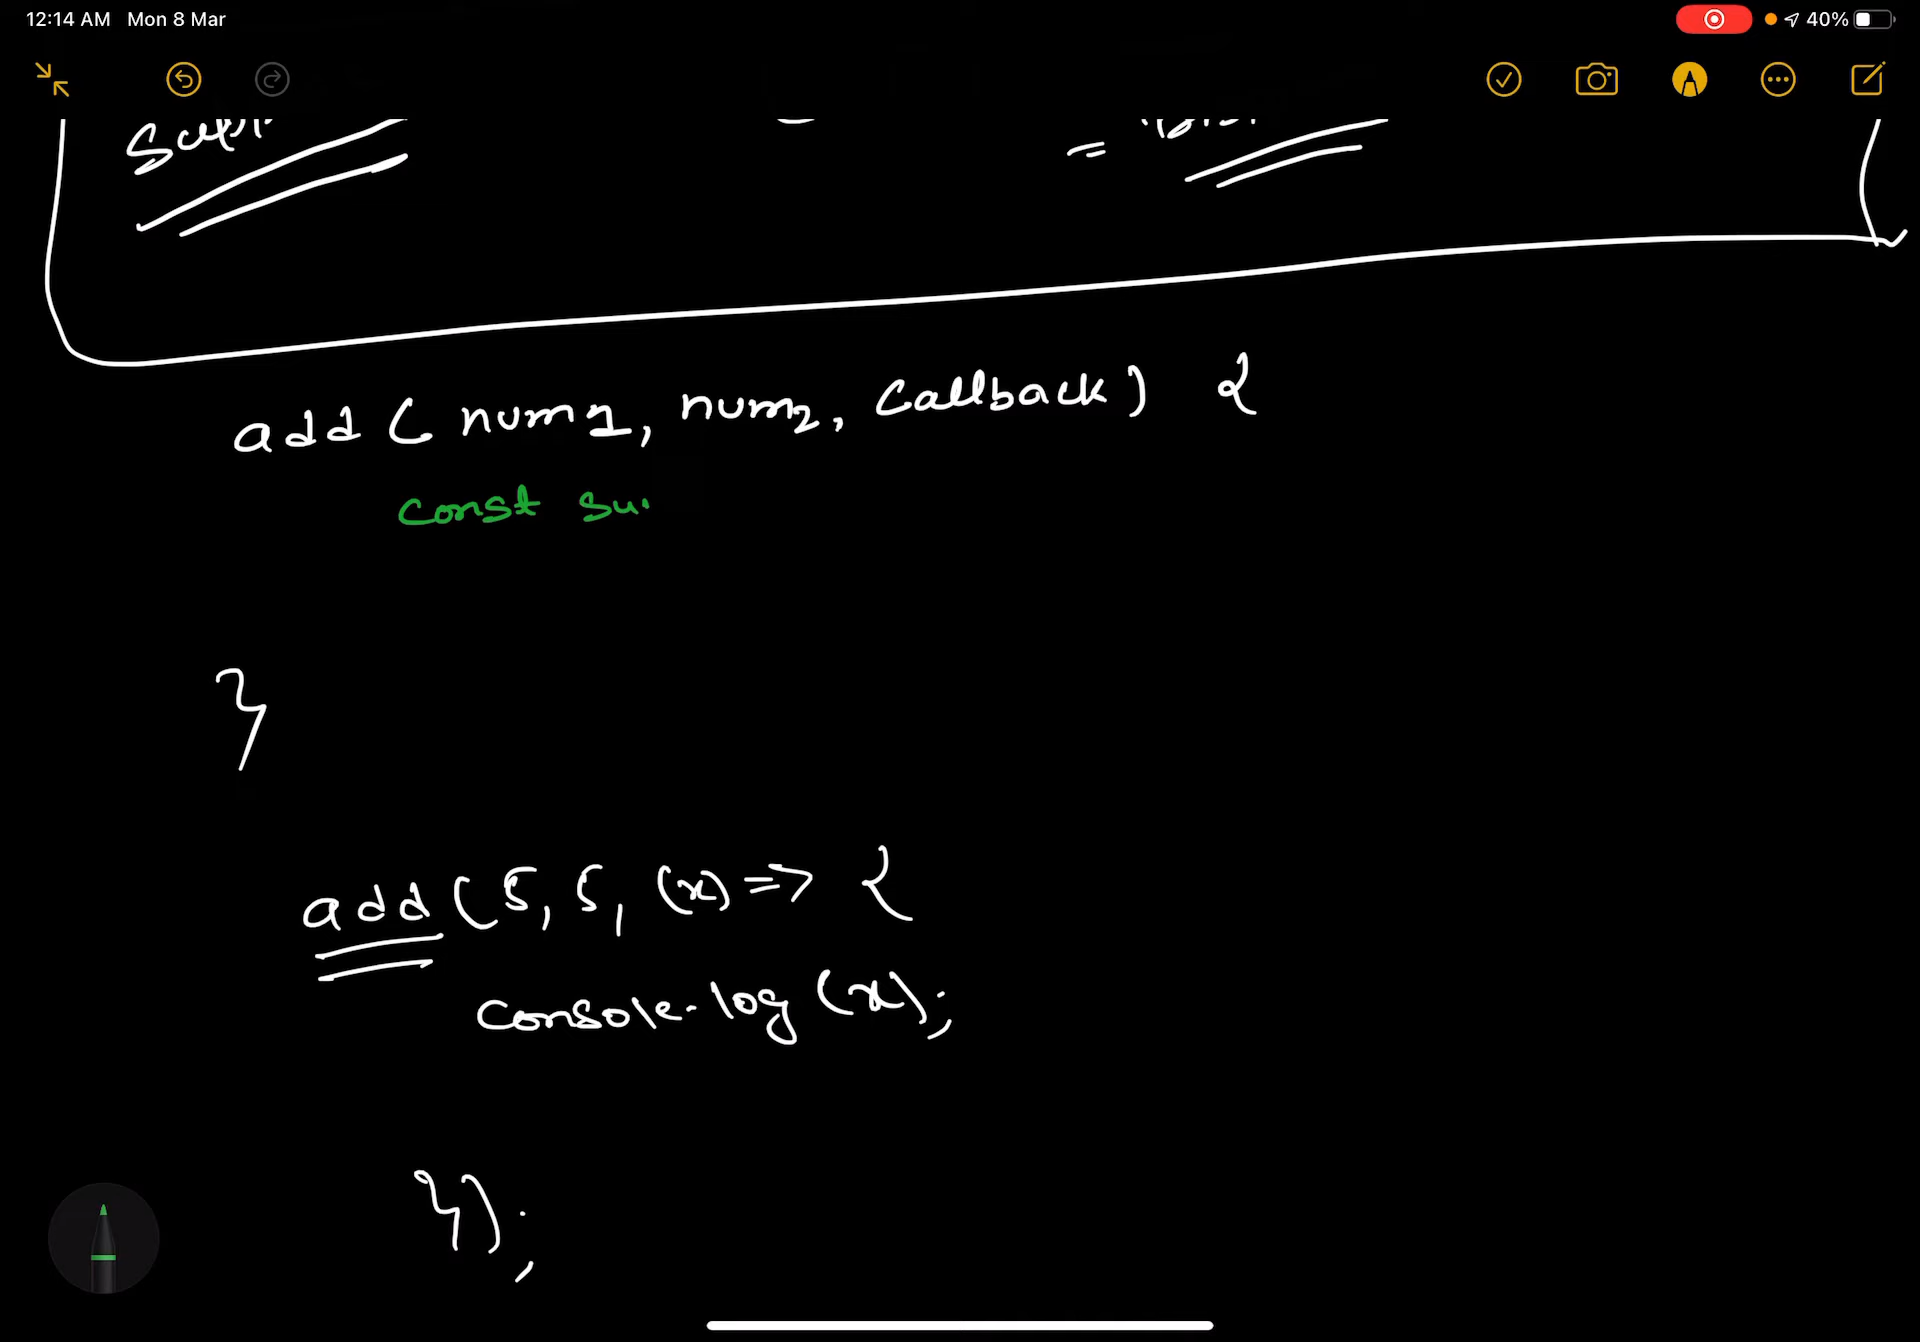 12:14 AM Mon 8 Mar 40%
=
add ( num1, num2, callback) {
const su
}
add (5, 5, (x) => {
console.log (x);
});